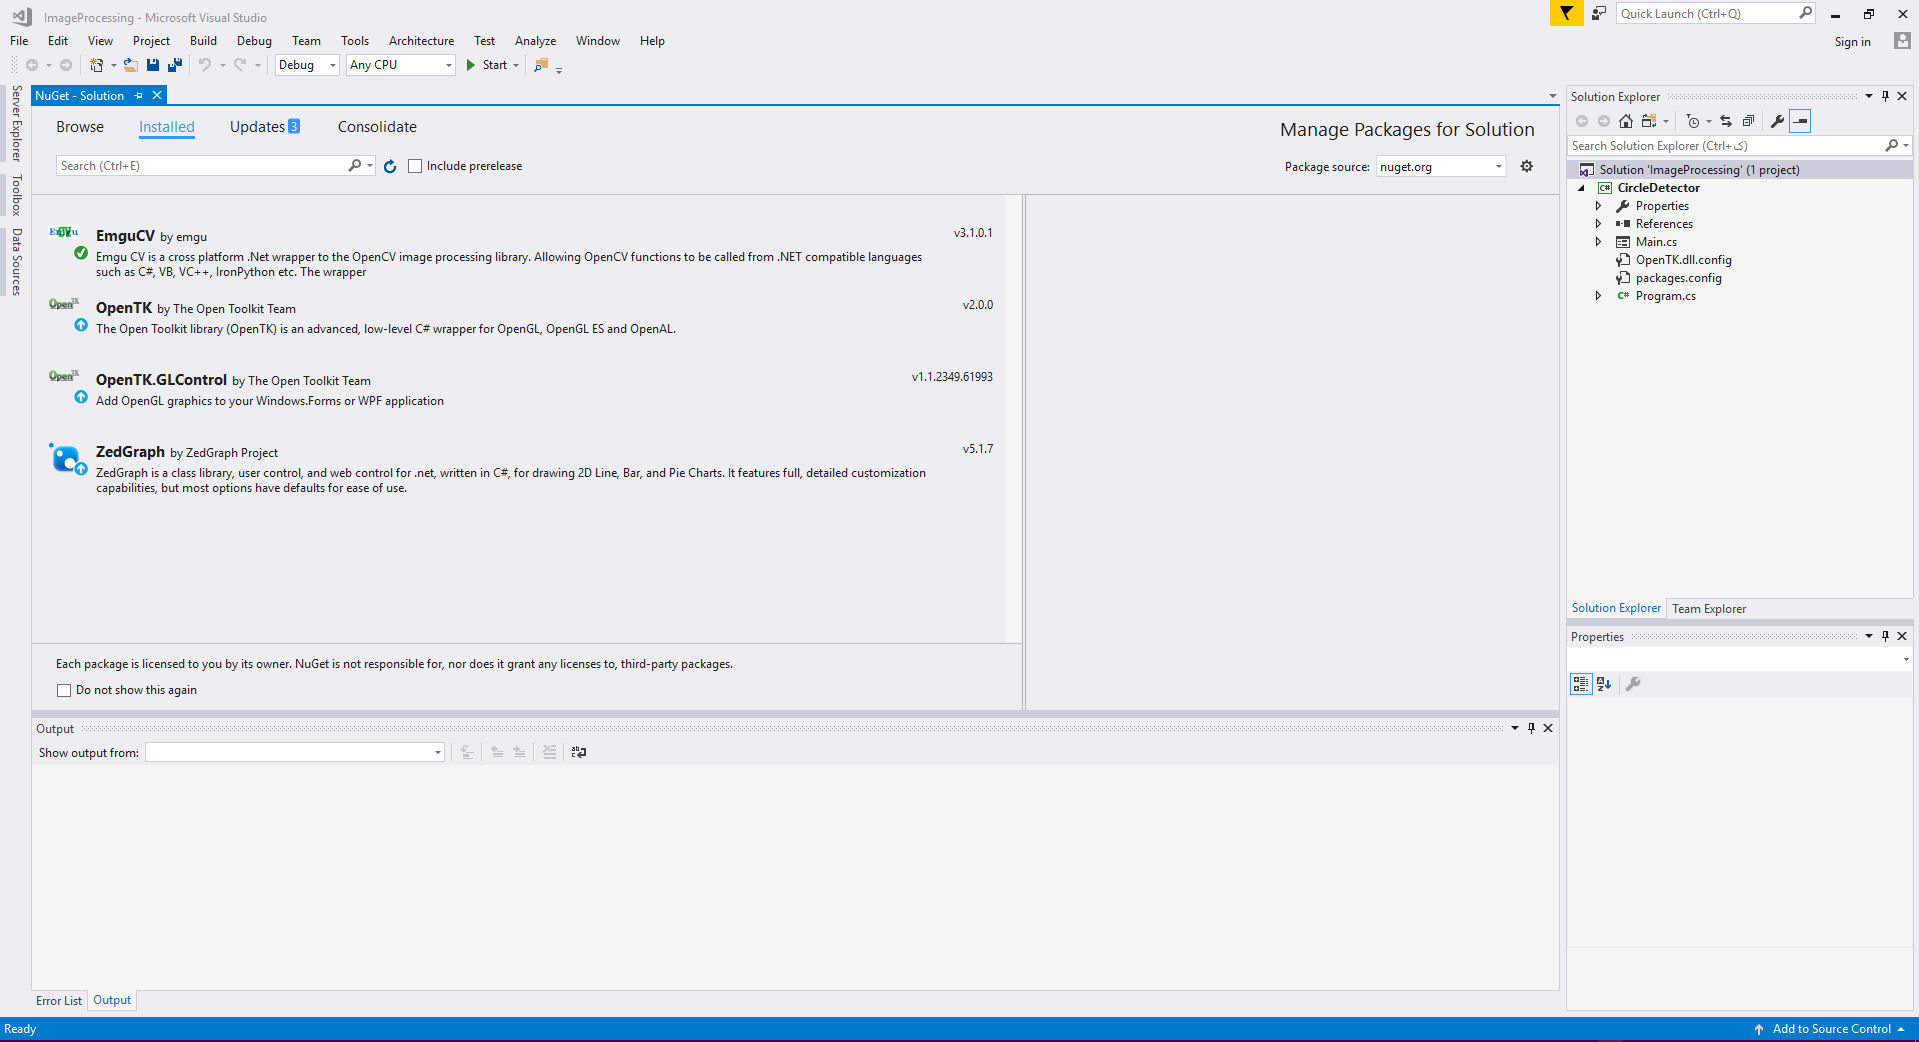 ImageProcessing - Microsoft Visual Studio
Quick Launch (Ctrl+Q)
File Edit View Project Build Debug Team Tools Architecture Test Analyze Window Help
Sign in
Debug Any CPU Start
Server Explorer
Toolbox
Data Sources
NuGet - Solution
Browse Installed Updates 3 Consolidate
Manage Packages for Solution
Search (Ctrl+E) Include prerelease
Package source: nuget.org
Emgu CV
EmguCV by emgu v3.1.0.1
Emgu CV is a cross platform .Net wrapper to the OpenCV image processing library. Allowing OpenCV functions to be called from .NET compatible languages
such as C#, VB, VC++, IronPython etc. The wrapper
OpenTK
OpenTK by The Open Toolkit Team v2.0.0
The Open Toolkit library (OpenTK) is an advanced, low-level C# wrapper for OpenGL, OpenGL ES and OpenAL.
OpenTK
OpenTK.GLControl by The Open Toolkit Team v1.1.2349.61993
Add OpenGL graphics to your Windows.Forms or WPF application
ZedGraph by ZedGraph Project v5.1.7
ZedGraph is a class library, user control, and web control for .net, written in C#, for drawing 2D Line, Bar, and Pie Charts. It features full, detailed customization
capabilities, but most options have defaults for ease of use.
Each package is licensed to you by its owner. NuGet is not responsible for, nor does it grant any licenses to, third-party packages.
Do not show this again
Output
Show output from:
Error List Output
Solution Explorer
Search Solution Explorer (Ctrl+ک)
Solution 'ImageProcessing' (1 project)
C# CircleDetector
Properties
References
Main.cs
OpenTK.dll.config
packages.config
C# Program.cs
Solution Explorer Team Explorer
Properties
Ready
Add to Source Control